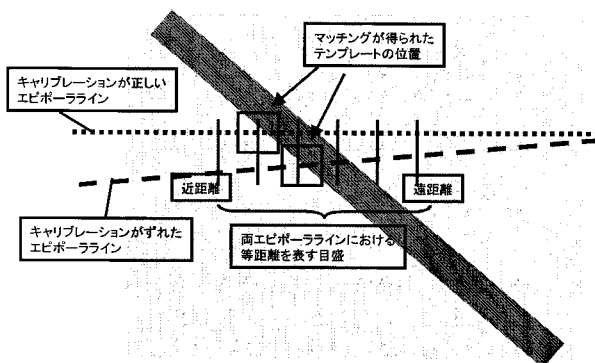 マッチングが得られた
テンプレートの位置
キャリブレーションが正しい
エピポーラライン
近距離
遠距離
キャリブレーションがずれた
エピポーラライン
両エピポーララインにおける
等距離を表す目盛